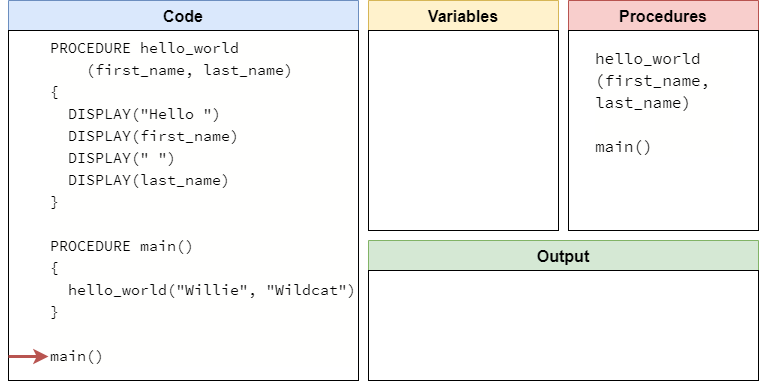 Code
PROCEDURE hello_world
(first_name, last_name)
{
DISPLAY("Hello ")
DISPLAY(first_name)
DISPLAY(" ")
DISPLAY(last_name)
}
PROCEDURE main()
{
hello_world("Willie", "Wildcat")
}
main()
Variables
Procedures
hello_world
(first_name,
last_name)
main()
Output